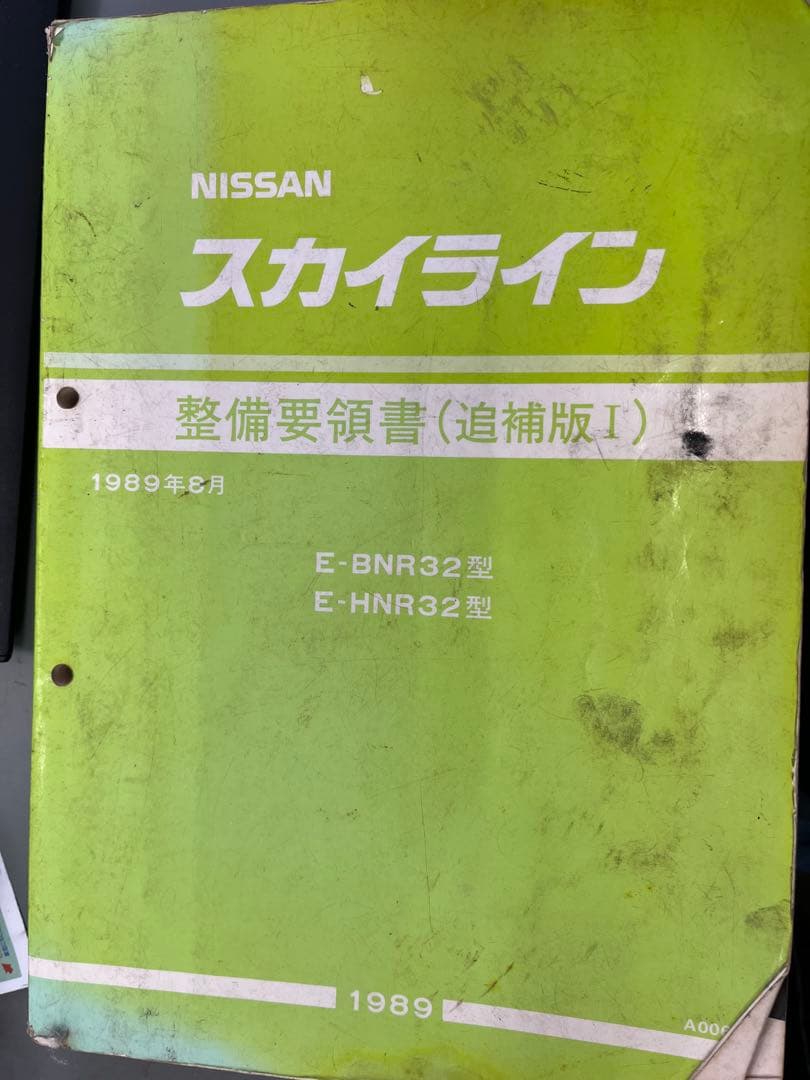 NISSAN
スカイライン
整備要領書(追補版I)
1989年8月
E-BNR32型
E-HNR32型
1989